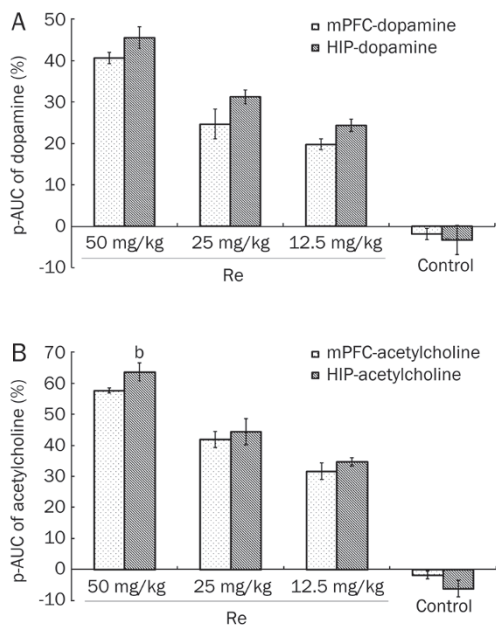 A
p-AUC of dopamine (%)
50
40
30
20
10
0
-10
mPFC-dopamine
HIP-dopamine
50 mg/kg 25 mg/kg 12.5 mg/kg
Control
Re
B
p-AUC of acetylcholine (%)
70
60
50
40
30
20
10
0
-10
b
mPFC-acetylcholine
HIP-acetylcholine
50 mg/kg 25 mg/kg 12.5 mg/kg
Control
Re